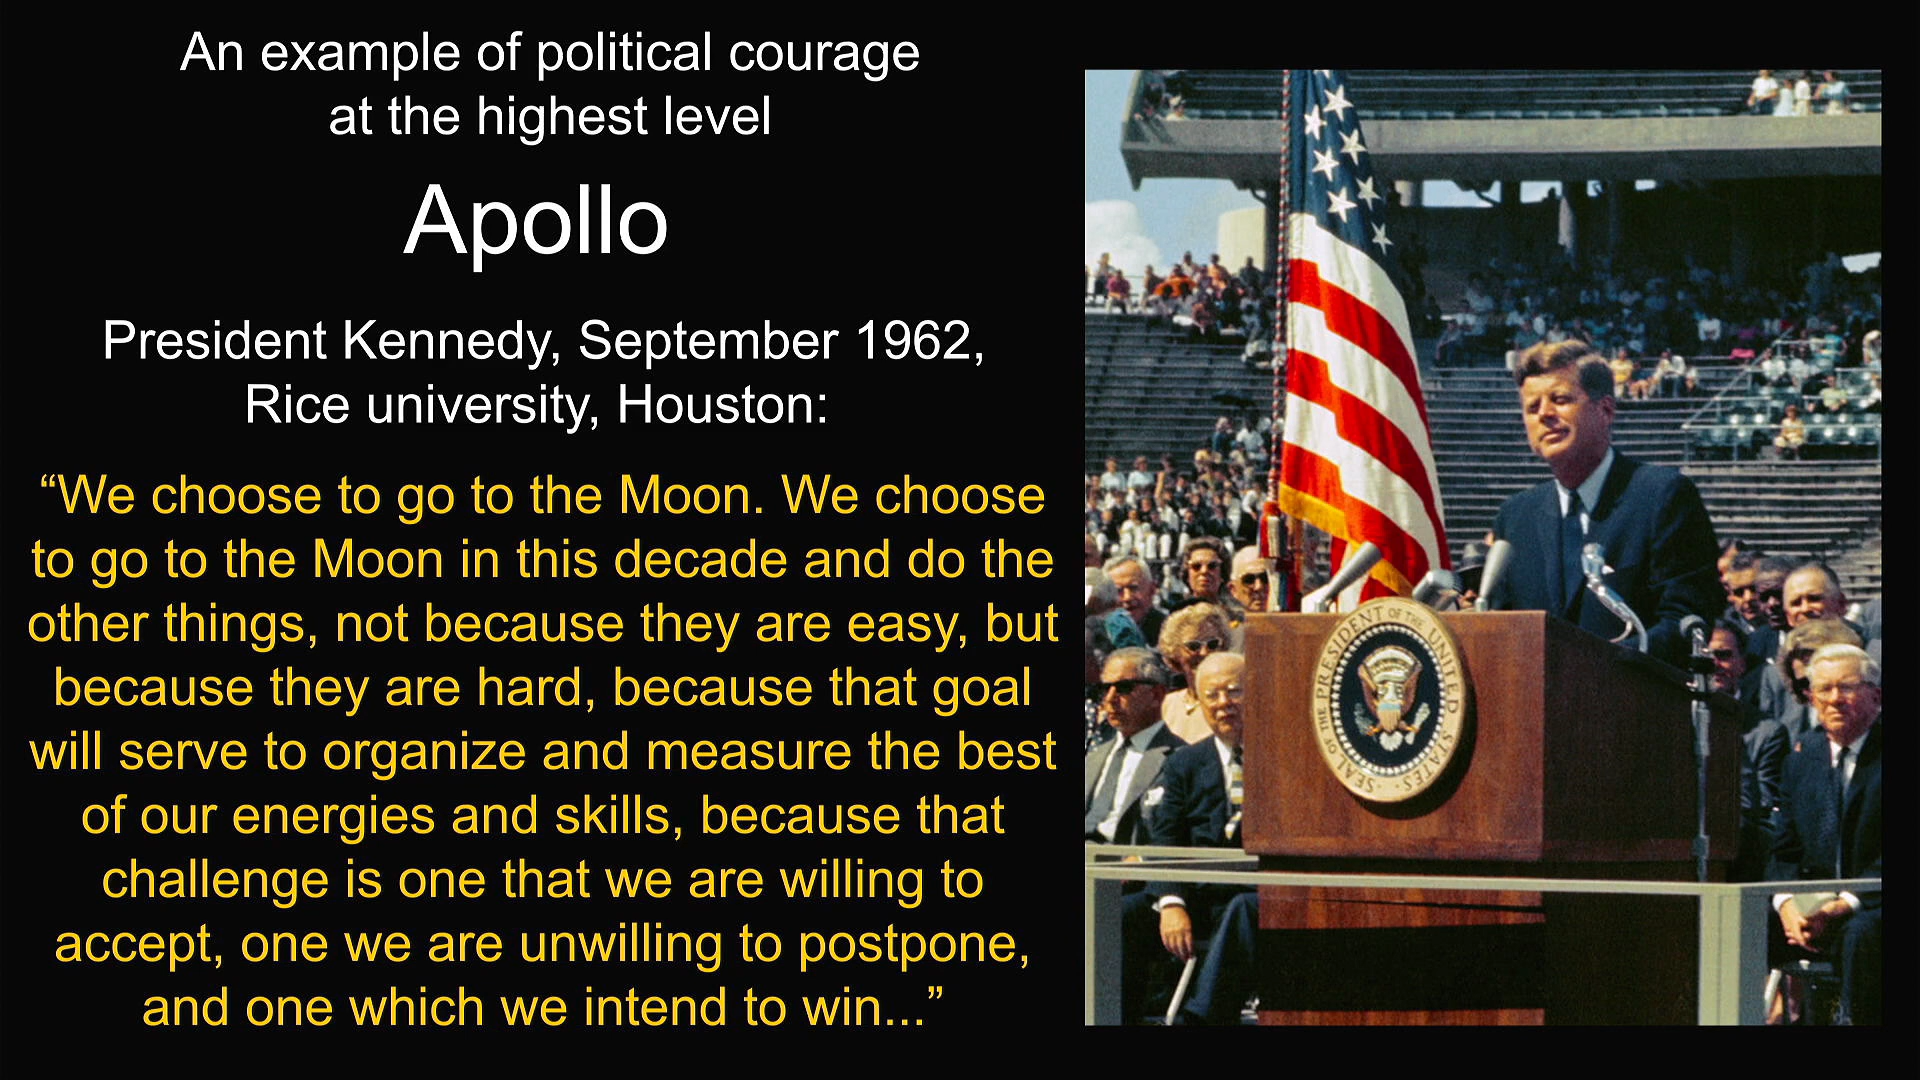 An example of political courage
at the highest level
Apollo
President Kennedy, September 1962,
Rice university, Houston:
“We choose to go to the Moon. We choose
to go to the Moon in this decade and do the
other things, not because they are easy, but
because they are hard, because that goal
will serve to organize and measure the best
of our energies and skills, because that
challenge is one that we are willing to
accept, one we are unwilling to postpone,
and one which we intend to win...”
SEAL OF THE PRESIDENT OF THE UNITED STATES